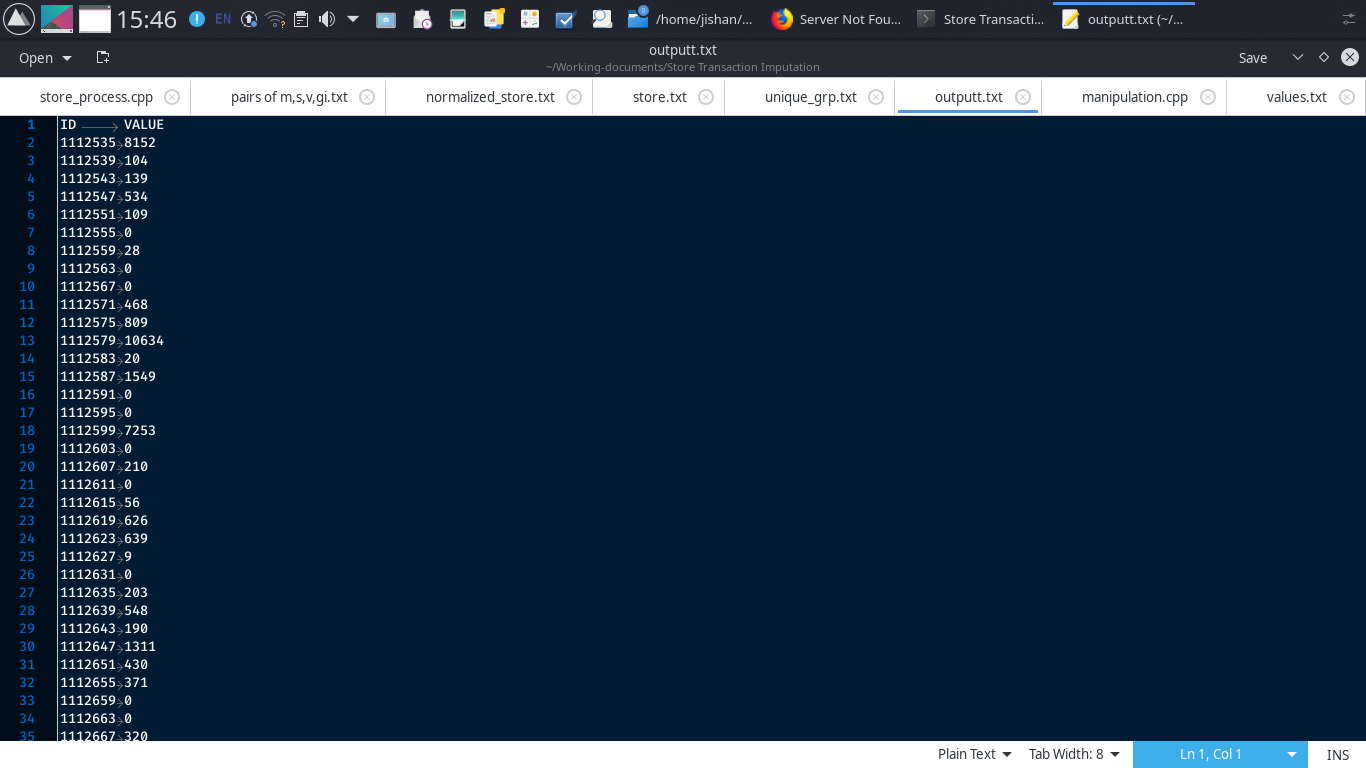 15:46 EN /home/jishan/... Server Not Fou... Store Transacti... outputt.txt (~/...
Open outputt.txt Save
~/Working-documents/Store Transaction Imputation
store_process.cpp pairs of m,s,v,gi.txt normalized_store.txt store.txt unique_grp.txt outputt.txt manipulation.cpp values.txt
1 ID VALUE
2 1112535 8152
3 1112539 104
4 1112543 139
5 1112547 534
6 1112551 109
7 1112555 0
8 1112559 28
9 1112563 0
10 1112567 0
11 1112571 468
12 1112575 809
13 1112579 10634
14 1112583 20
15 1112587 1549
16 1112591 0
17 1112595 0
18 1112599 7253
19 1112603 0
20 1112607 210
21 1112611 0
22 1112615 56
23 1112619 626
24 1112623 639
25 1112627 9
26 1112631 0
27 1112635 203
28 1112639 548
29 1112643 190
30 1112647 1311
31 1112651 430
32 1112655 371
33 1112659 0
34 1112663 0
35 1112667 320
Plain Text Tab Width: 8 Ln 1, Col 1 INS